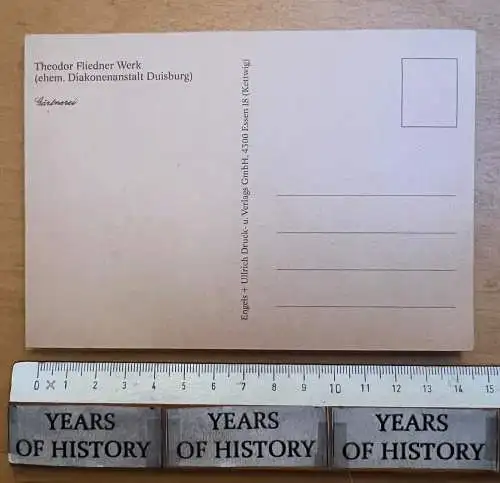 Theodor Fliedner Werk
(ehem. Diakonenanstalt Duisburg)
Gärtnerei
Engels + Ullrich Druck- u. Verlags GmbH, 4300 Essen 18 (Kettwig)
0 1 2 3 4 5 6 7 8 9 10 11 12 13 14 15
YEARS OF HISTORY
YEARS OF HISTORY
YEARS OF HISTORY